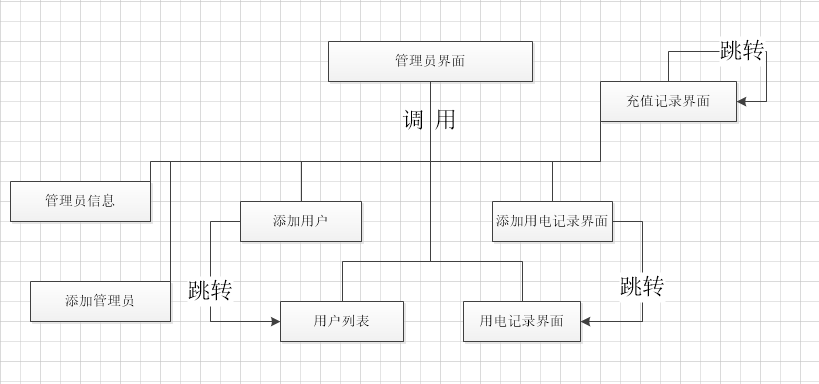 管理员界面
跳转
充值记录界面
调 用
管理员信息
添加用户
添加用电记录界面
添加管理员
跳转
跳转
用户列表
用电记录界面